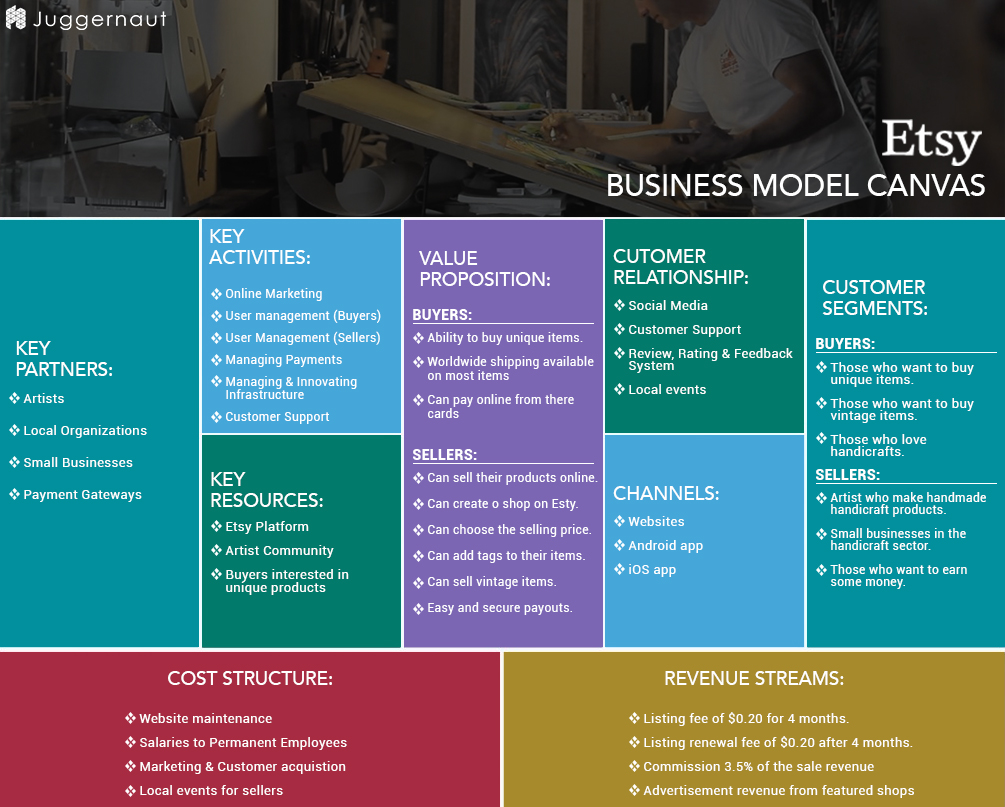 Juggernaut
Etsy
BUSINESS MODEL CANVAS
KEY
PARTNERS:
Artists
Local Organizations
Small Businesses
Payment Gateways
KEY
ACTIVITIES:
Online Marketing
User management (Buyers)
User Management (Sellers)
Managing Payments
Managing & Innovating
Infrastructure
Customer Support
KEY
RESOURCES:
Etsy Platform
Artist Community
Buyers interested in
unique products
VALUE
PROPOSITION:
BUYERS:
Ability to buy unique items.
Worldwide shipping available
on most items
Can pay online from there
cards
SELLERS:
Can sell their products online.
Can create o shop on Esty.
Can choose the selling price.
Can add tags to their items.
Can sell vintage items.
Easy and secure payouts.
CUTOMER
RELATIONSHIP:
Social Media
Customer Support
Review, Rating & Feedback
System
Local events
CHANNELS:
Websites
Android app
iOS app
CUSTOMER
SEGMENTS:
BUYERS:
Those who want to buy
unique items.
Those who want to buy
vintage items.
Those who love
handicrafts.
SELLERS:
Artist who make handmade
handicraft products.
Small businesses in the
handicraft sector.
Those who want to earn
some money.
COST STRUCTURE:
Website maintenance
Salaries to Permanent Employees
Marketing & Customer acquistion
Local events for sellers
REVENUE STREAMS:
Listing fee of $0.20 for 4 months.
Listing renewal fee of $0.20 after 4 months.
Commission 3.5% of the sale revenue
Advertisement revenue from featured shops